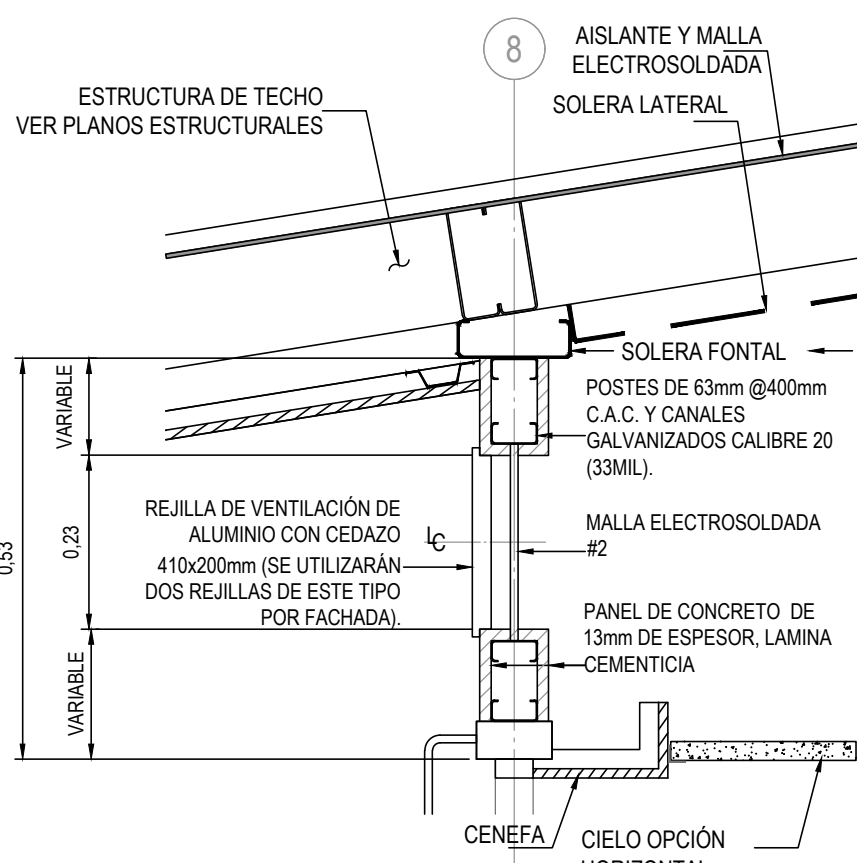 8
AISLANTE Y MALLA
ELECTROSOLDADA
ESTRUCTURA DE TECHO
VER PLANOS ESTRUCTURALES
SOLERA LATERAL
SOLERA FONTAL
POSTES DE 63mm @400mm
C.A.C. Y CANALES
GALVANIZADOS CALIBRE 20
(33MIL).
VARIABLE
0,53
0,23
VARIABLE
REJILLA DE VENTILACIÓN DE
ALUMINIO CON CEDAZO
410x200mm (SE UTILIZARÁN
DOS REJILLAS DE ESTE TIPO
POR FACHADA).
LC
MALLA ELECTROSOLDADA
#2
PANEL DE CONCRETO DE
13mm DE ESPESOR, LAMINA
CEMENTICIA
CENEFA
CIELO OPCIÓN
HORIZONTAL